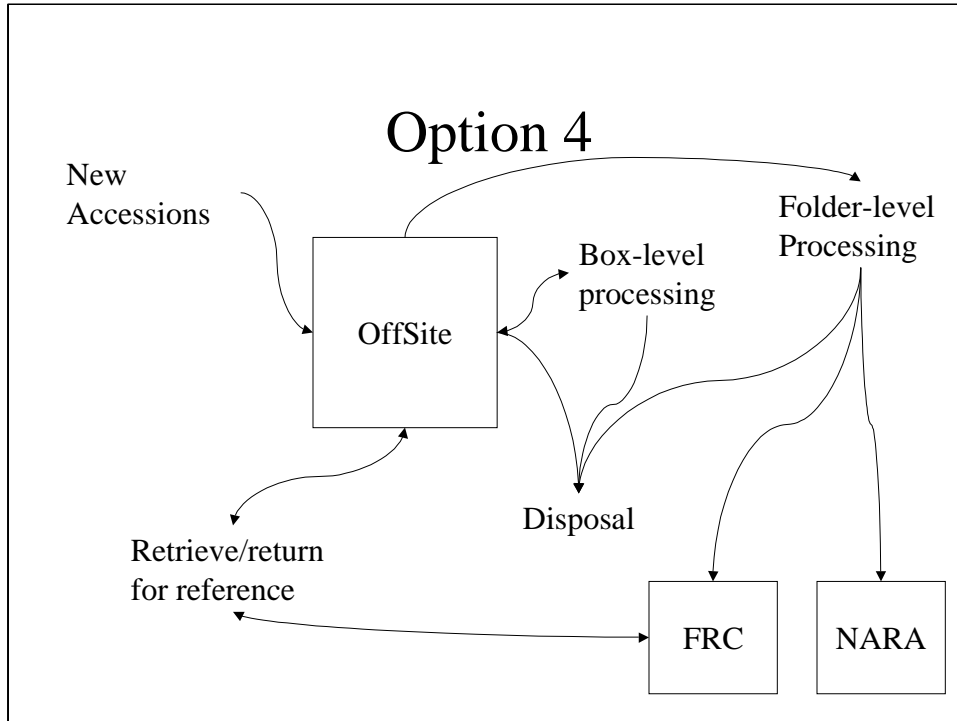 Option 4
New
Accessions
Folder-level
Processing
Box-level
processing
OffSite
Disposal
Retrieve/return
for reference
FRC
NARA